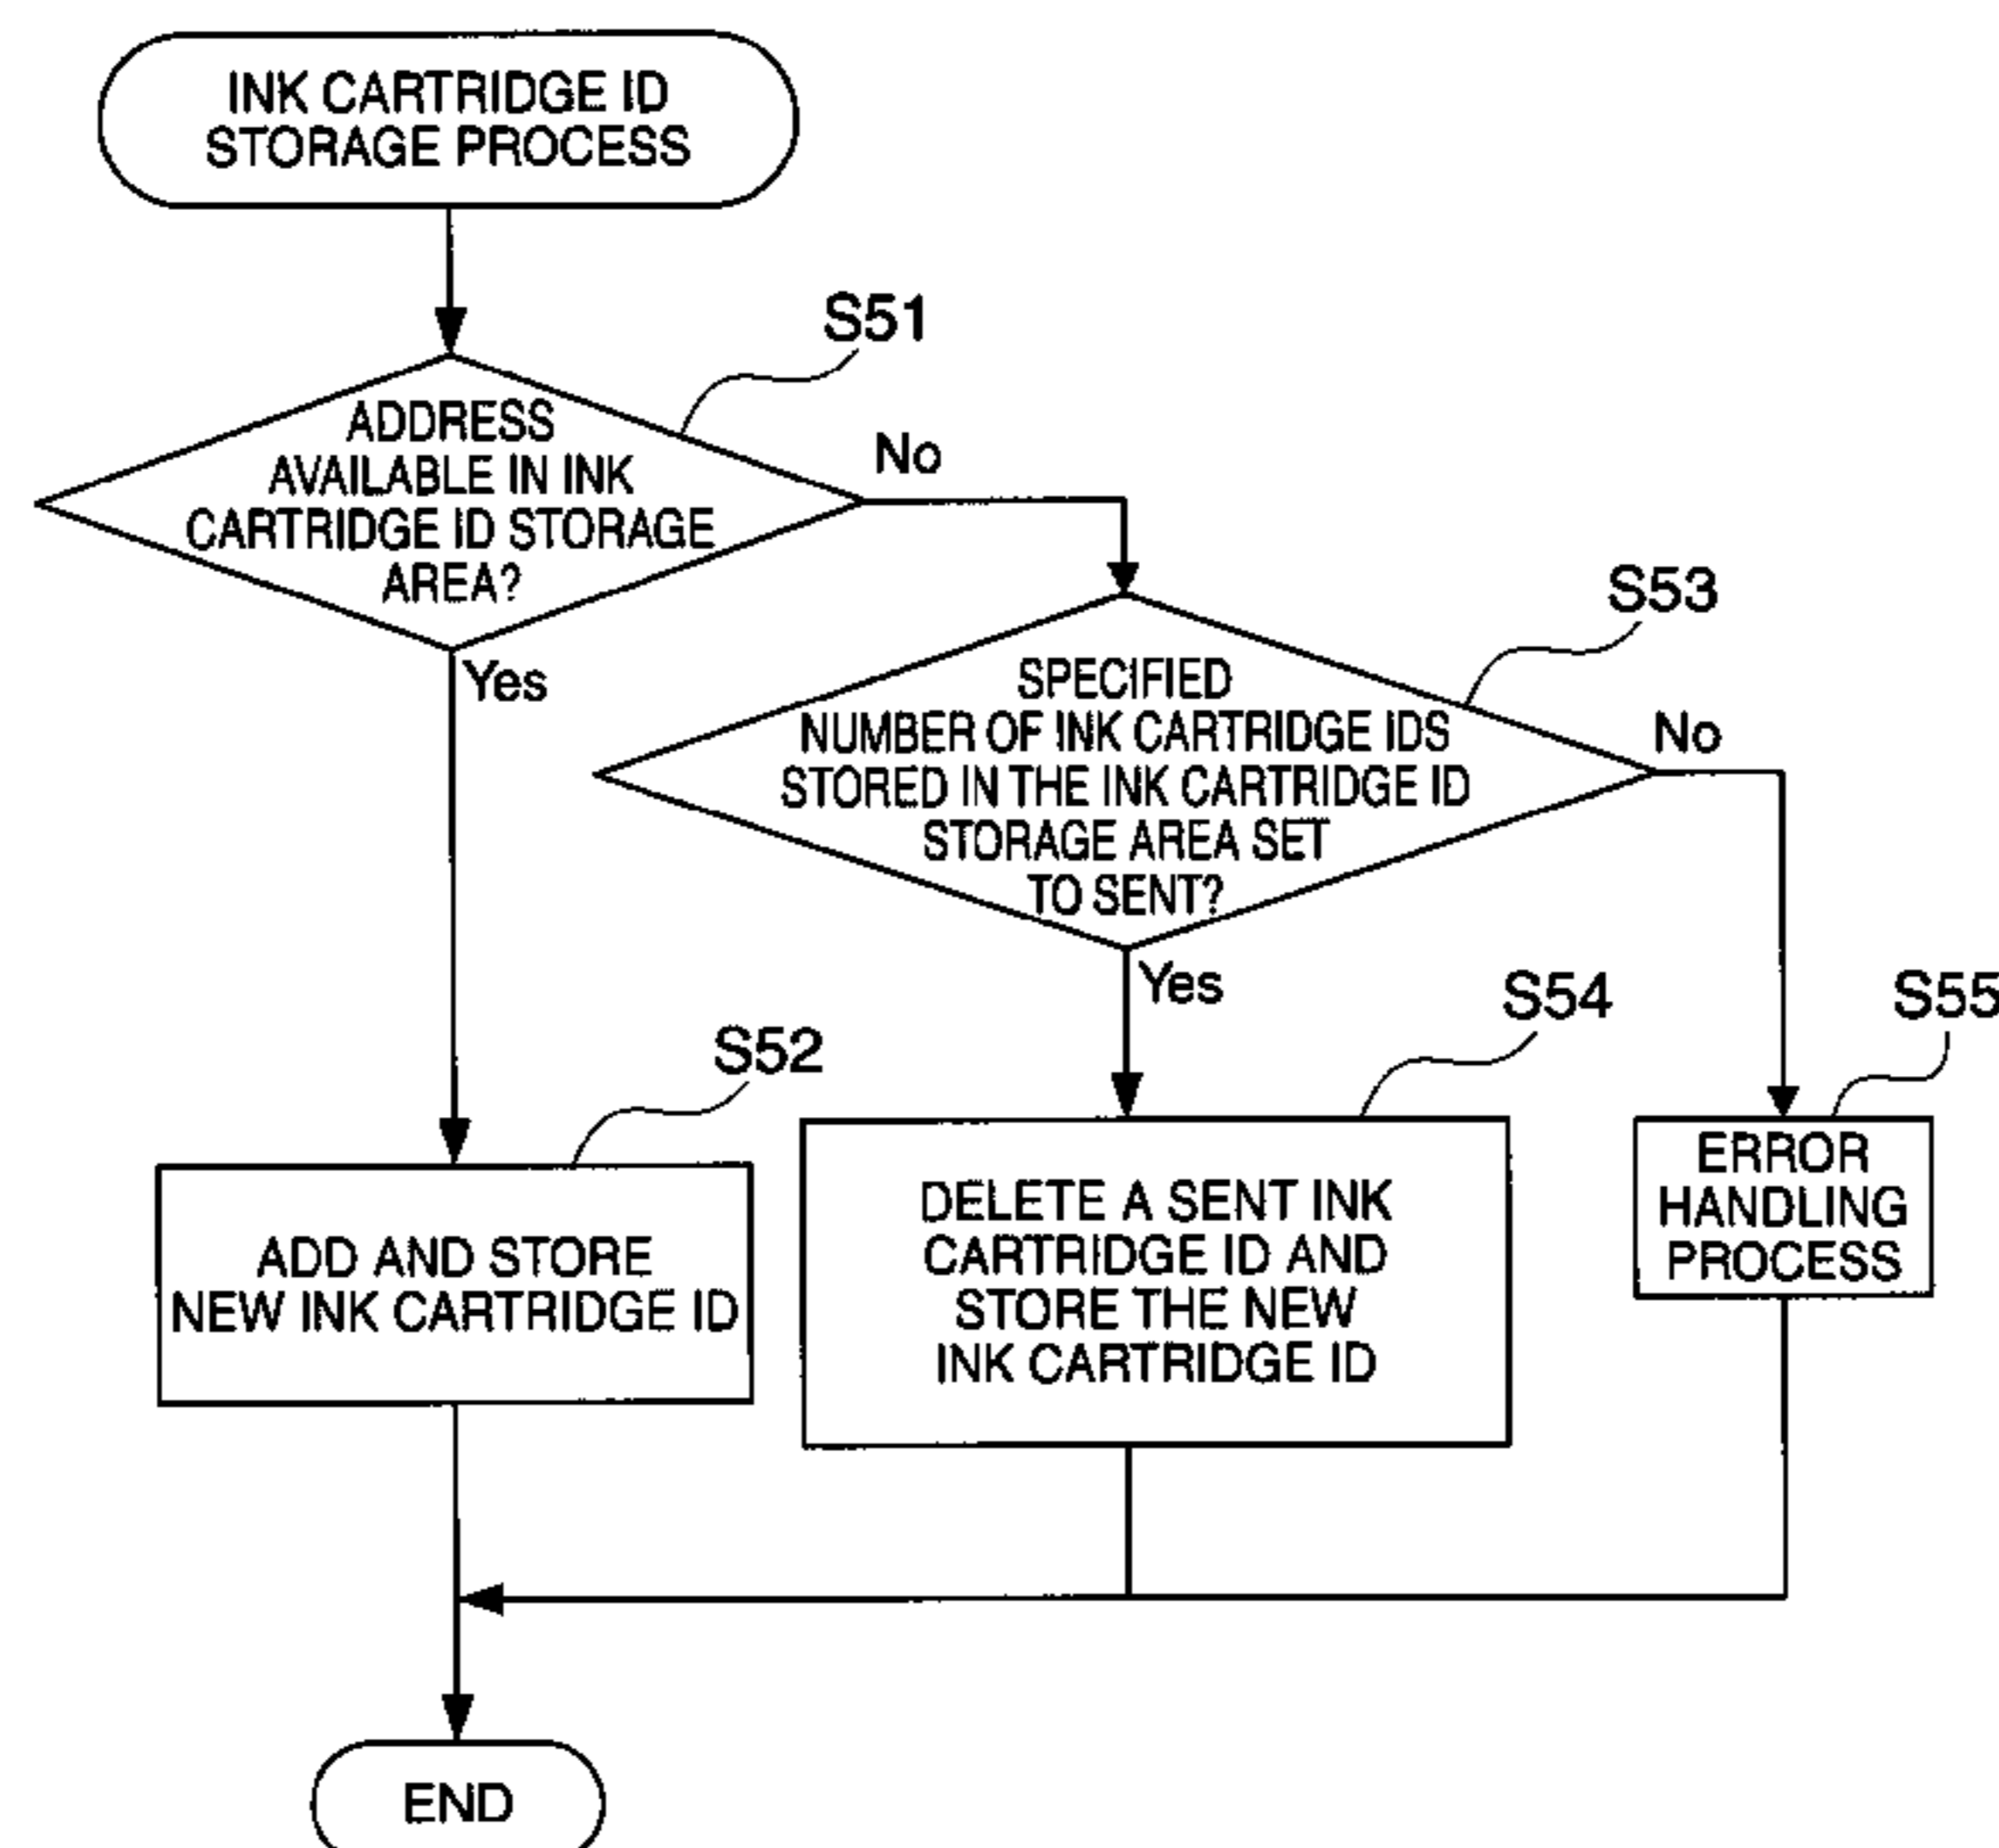 INK CARTRIDGE ID
STORAGE PROCESS
S51
ADDRESS
AVAILABLE IN INK
CARTRIDGE ID STORAGE
AREA?
No
Yes
S53
SPECIFIED
NUMBER OF INK CARTRIDGE IDS
STORED IN THE INK CARTRIDGE ID
STORAGE AREA SET
TO SENT?
No
Yes
S52
ADD AND STORE
NEW INK CARTRIDGE ID
S54
DELETE A SENT INK
CARTRIDGE ID AND
STORE THE NEW
INK CARTRIDGE ID
S55
ERROR
HANDLING
PROCESS
END